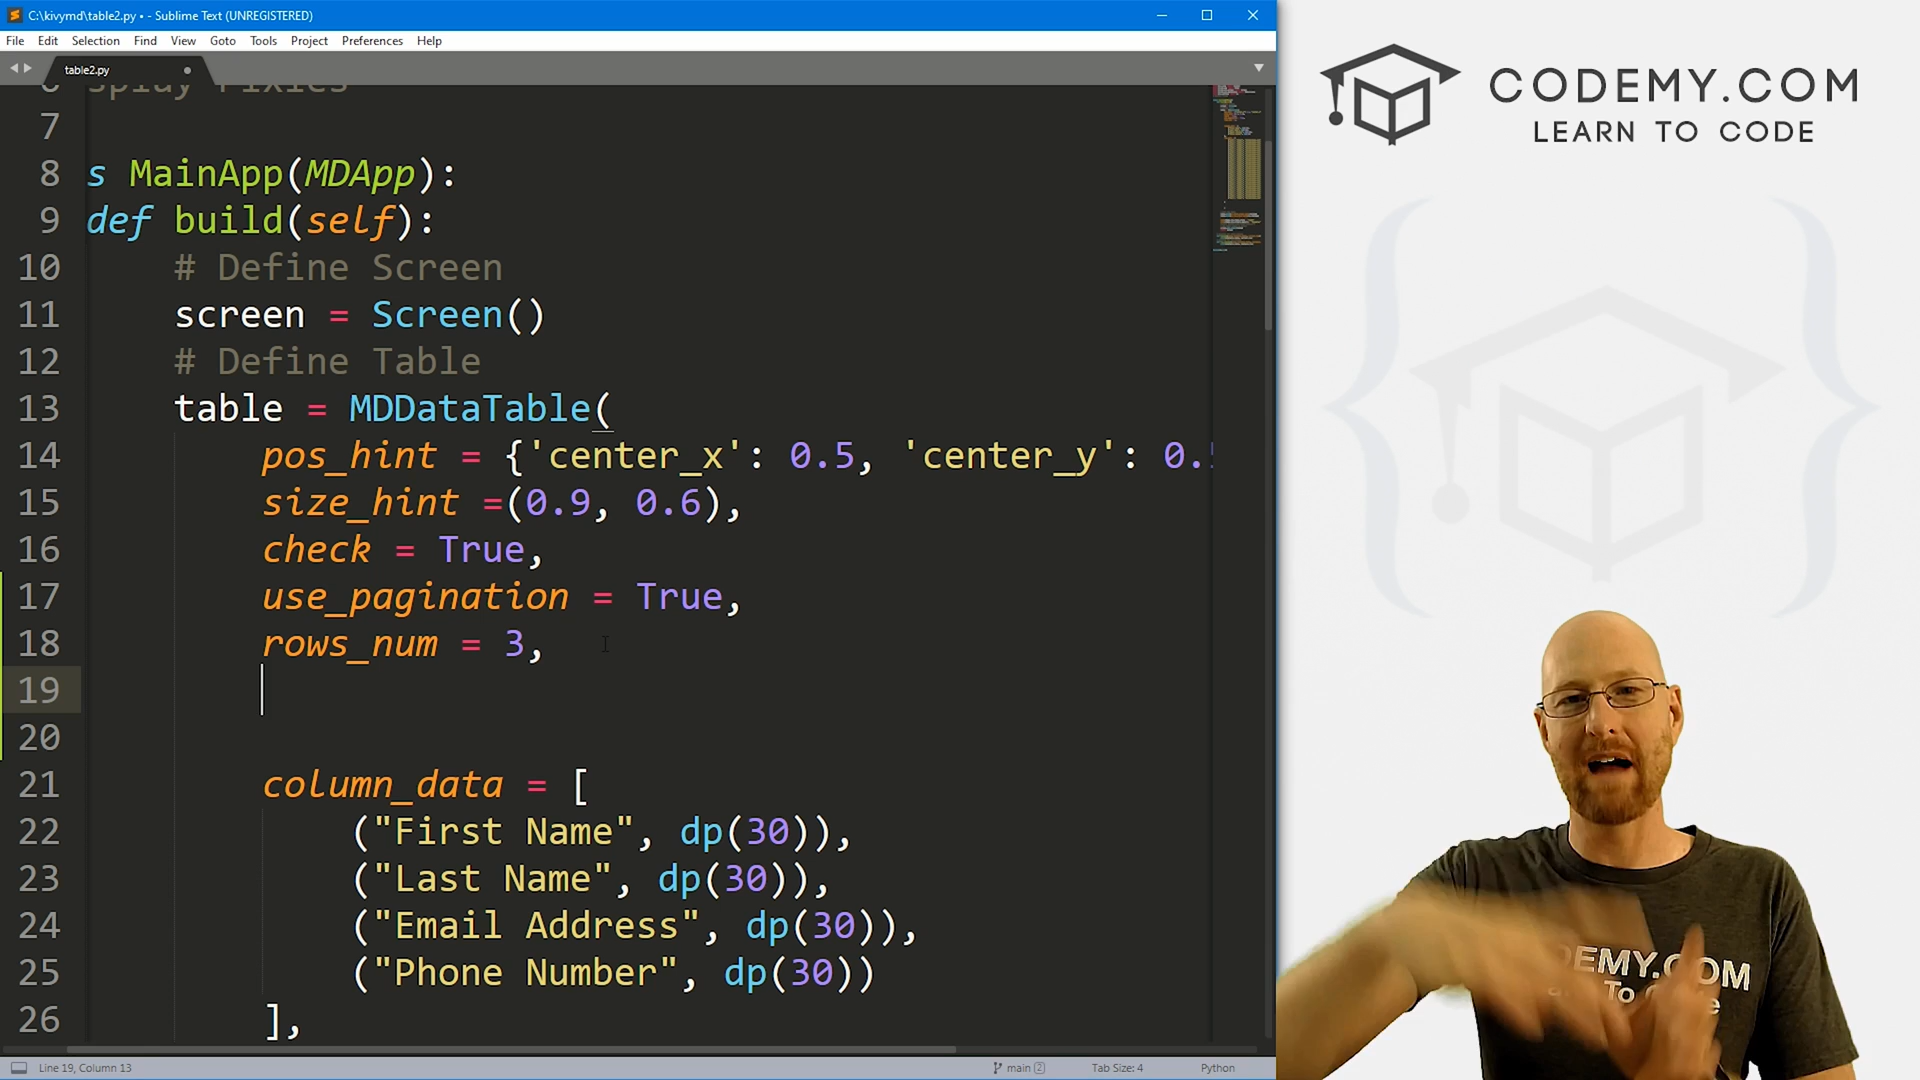 C:\kivymd\table2.py • - Sublime Text (UNREGISTERED)
File Edit Selection Find View Goto Tools Project Preferences Help
table2.py
7
8 s MainApp(MDApp):
9 def build(self):
10 # Define Screen
11 screen = Screen()
12 # Define Table
13 table = MDDataTable(
14 pos_hint = {'center_x': 0.5, 'center_y': 0.
15 size_hint =(0.9, 0.6),
16 check = True,
17 use_pagination = True,
18 rows_num = 3,
19
20
21 column_data = [
22 ("First Name", dp(30)),
23 ("Last Name", dp(30)),
24 ("Email Address", dp(30)),
25 ("Phone Number", dp(30))
26 ],
Line 19, Column 13 main 2 Tab Size: 4 Python
CODEMY.COM
LEARN TO CODE
DEMY.COM
To